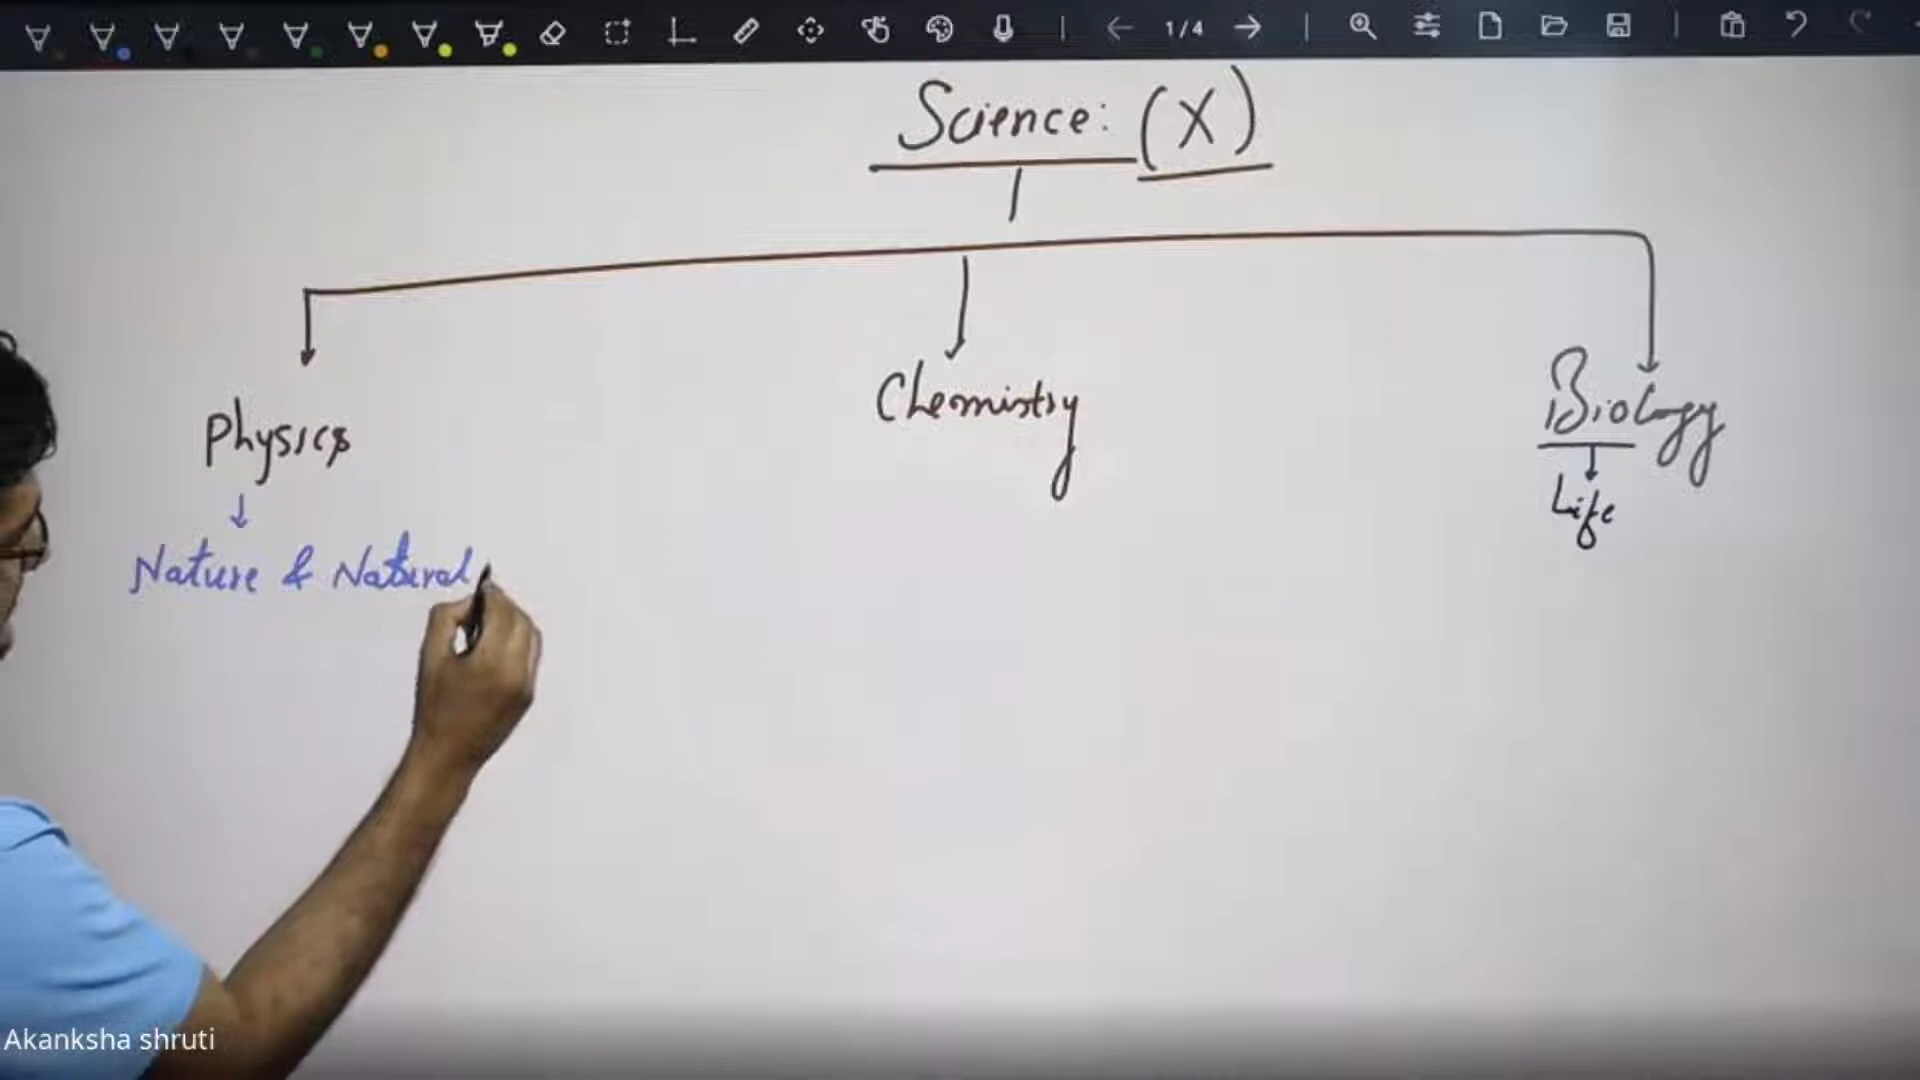 1/4
Science: (X)
Physics
Chemistry
Biology
Life
Nature & Natural
Akanksha shruti